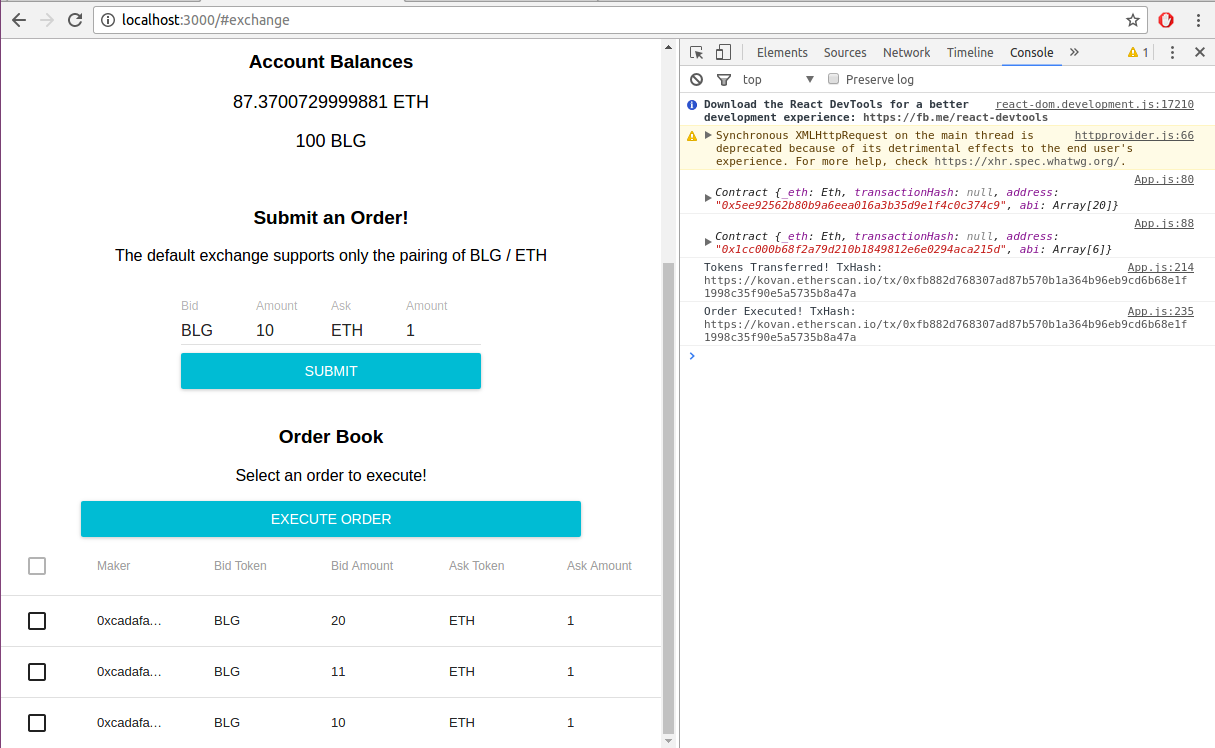 localhost:3000/#exchange
Account Balances
87.3700729999881 ETH
100 BLG
Submit an Order!
The default exchange supports only the pairing of BLG / ETH
Bid Amount Ask Amount
BLG 10 ETH 1
SUBMIT
Order Book
Select an order to execute!
EXECUTE ORDER
Maker Bid Token Bid Amount Ask Token Ask Amount
0xcadafa... BLG 20 ETH 1
0xcadafa... BLG 11 ETH 1
0xcadafa... BLG 10 ETH 1
Elements Sources Network Timeline Console » 1
top Preserve log
Download the React DevTools for a better react-dom.development.js:17210
development experience: https://fb.me/react-devtools
Synchronous XMLHttpRequest on the main thread is httpprovider.js:66
deprecated because of its detrimental effects to the end user's
experience. For more help, check https://xhr.spec.whatwg.org/.
App.js:80
Contract {_eth: Eth, transactionHash: null, address:
"0x5ee92562b80b9a6eea016a3b35d9e1f4c0c374c9", abi: Array[20]}
App.js:88
Contract {_eth: Eth, transactionHash: null, address:
"0x1cc000b68f2a79d210b1849812e6e0294aca215d", abi: Array[6]}
Tokens Transferred! TxHash: App.js:214
https://kovan.etherscan.io/tx/0xfb882d768307ad87b570b1a364b96eb9cd6b68e1f
1998c35f90e5a5735b8a47a
Order Executed! TxHash: App.js:235
https://kovan.etherscan.io/tx/0xfb882d768307ad87b570b1a364b96eb9cd6b68e1f
1998c35f90e5a5735b8a47a